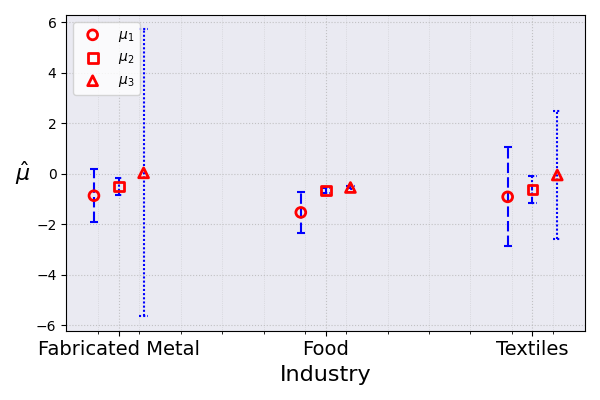 6
4
2
0
−2
−4
−6
μ̂
μ₁
μ₂
μ₃
Fabricated Metal Food Textiles
Industry